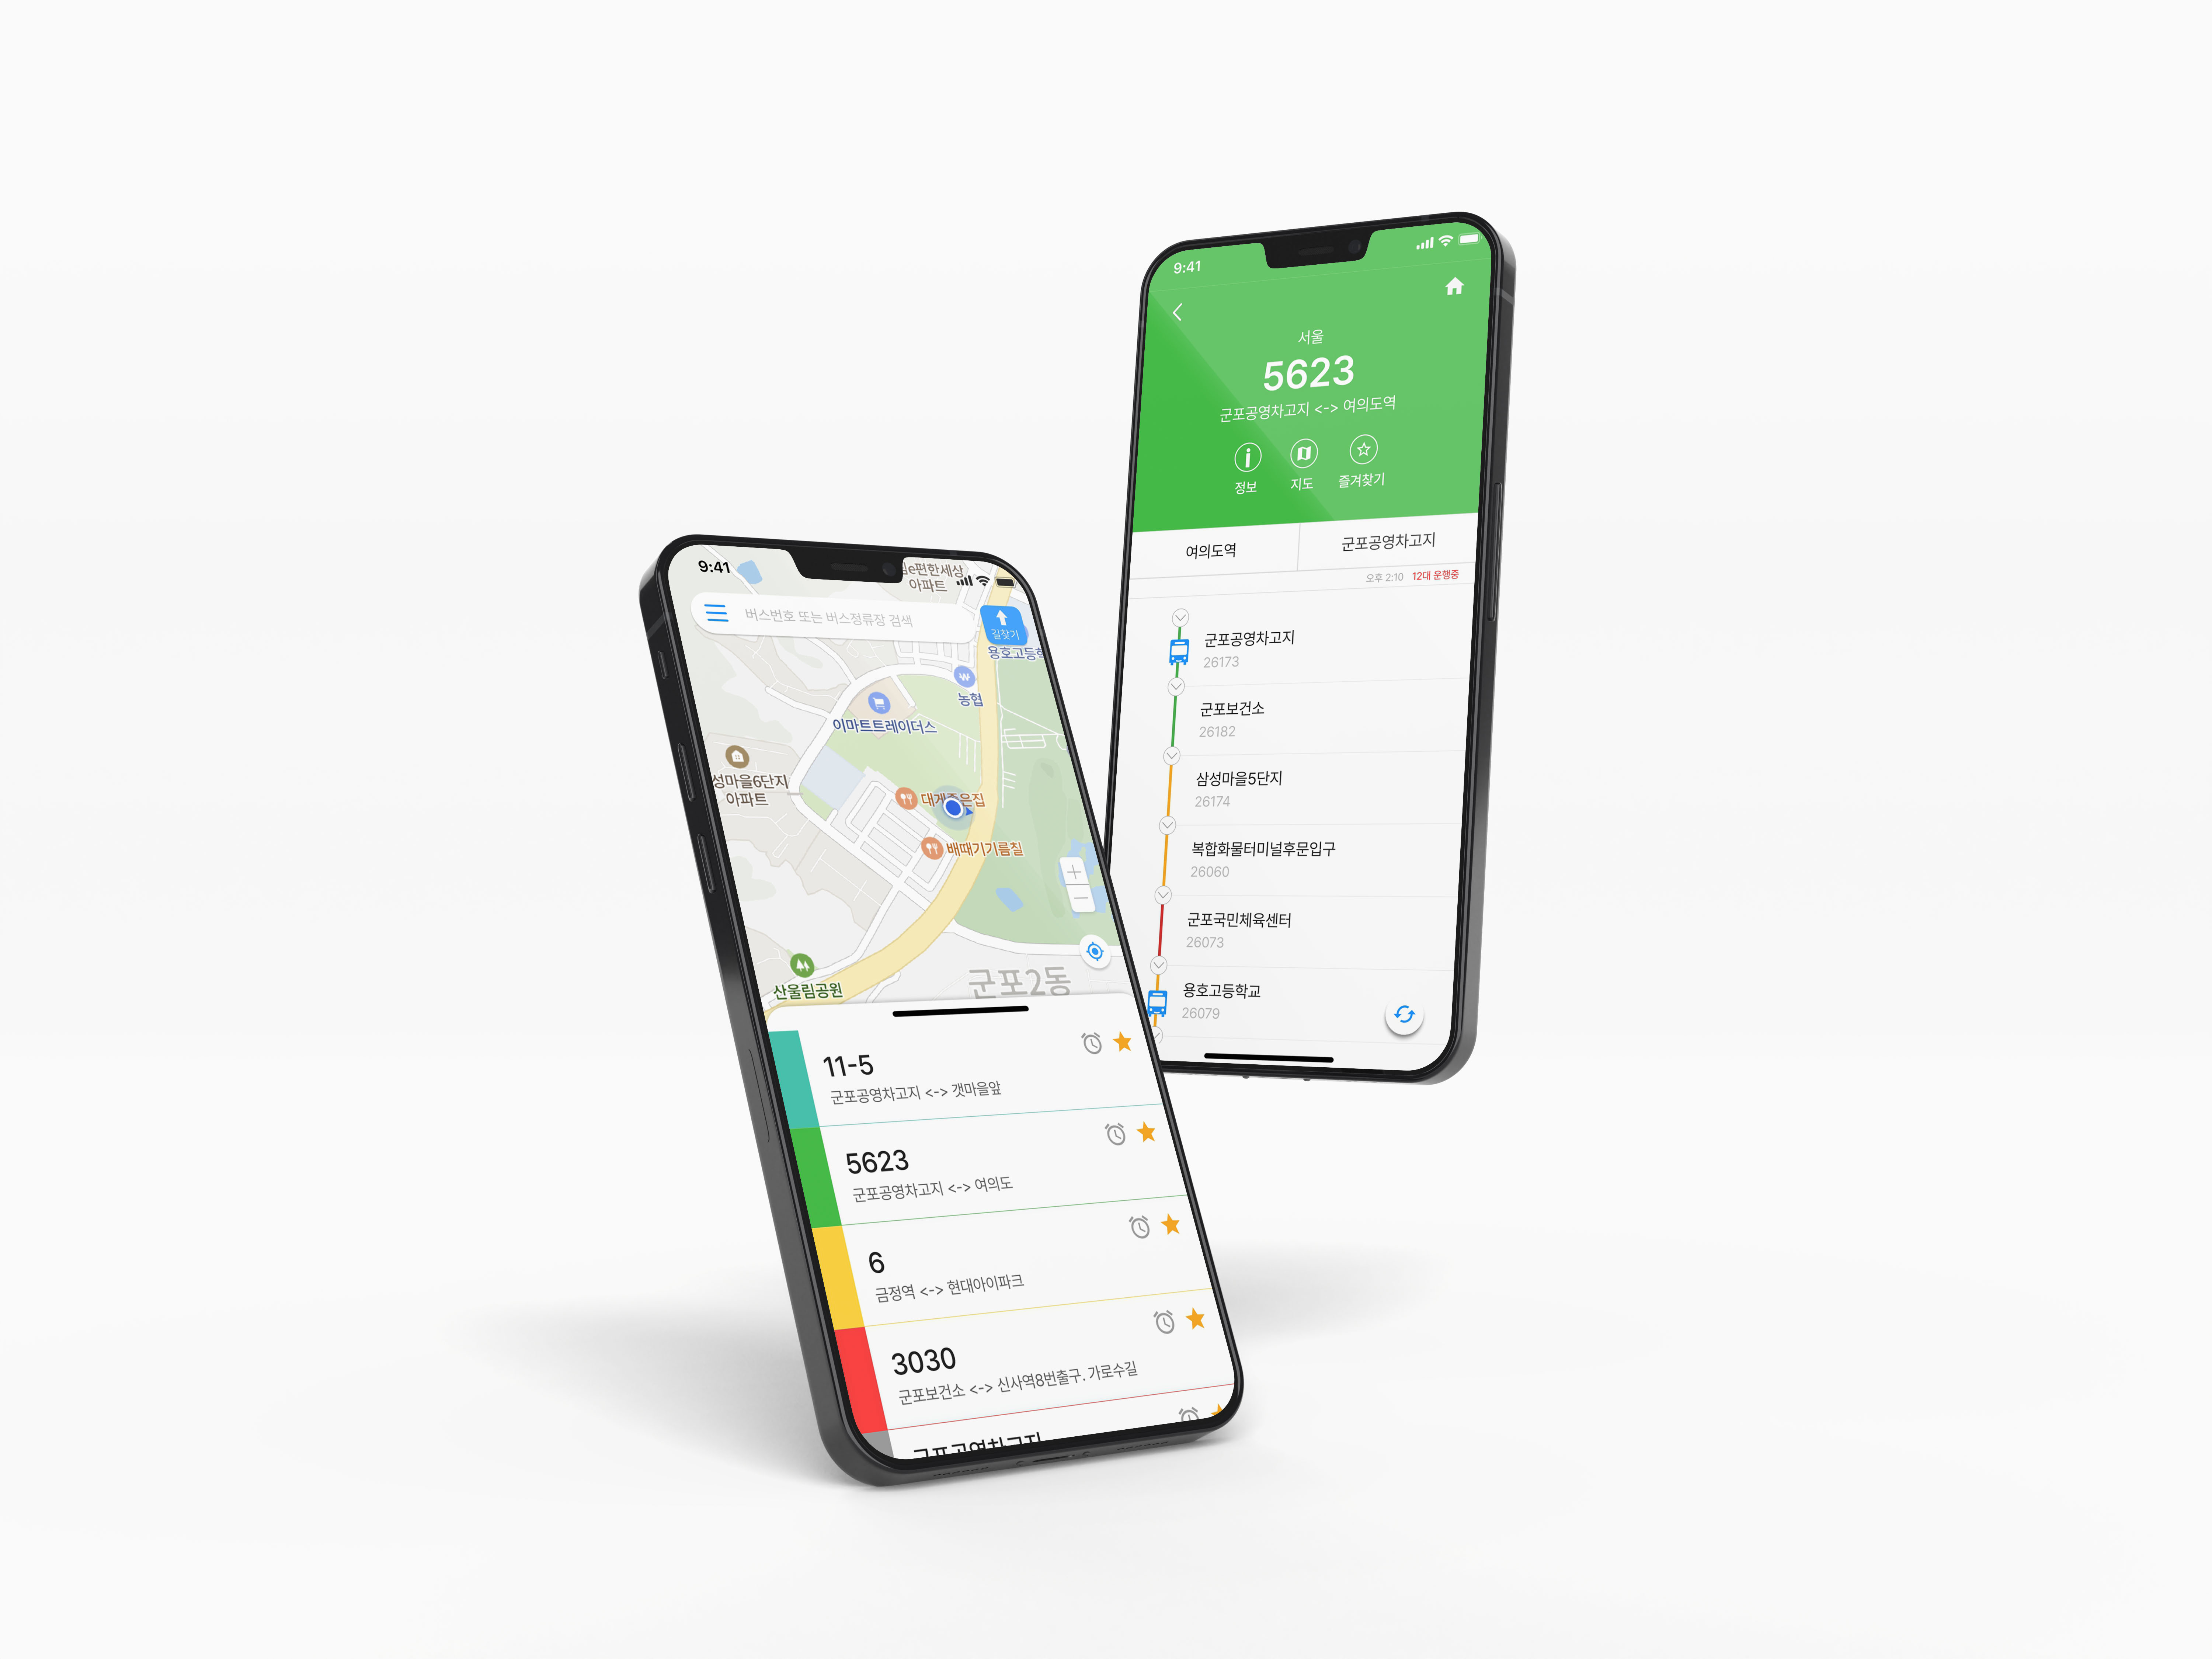 9:41
e편한세상
아파트
버스번호 또는 버스정류장 검색
길찾기
용호고등학
농협
이마트트레이더스
성마을6단지
아파트
대게좋은집
배때기기름칠
산울림공원
군포2동
11-5
군포공영차고지 <-> 갯마을앞
5623
군포공영차고지 <-> 여의도
6
금정역 <-> 현대아이파크
3030
군포보건소 <-> 신사역8번출구.가로수길
군포공영차고지
9:41
서울
5623
군포공영차고지 <-> 여의도역
정보 지도 즐겨찾기
여의도역 군포공영차고지
오후 2:10 12대 운행중
군포공영차고지
26173
군포보건소
26182
삼성마을5단지
26174
복합화물터미널후문입구
26060
군포국민체육센터
26073
용호고등학교
26079